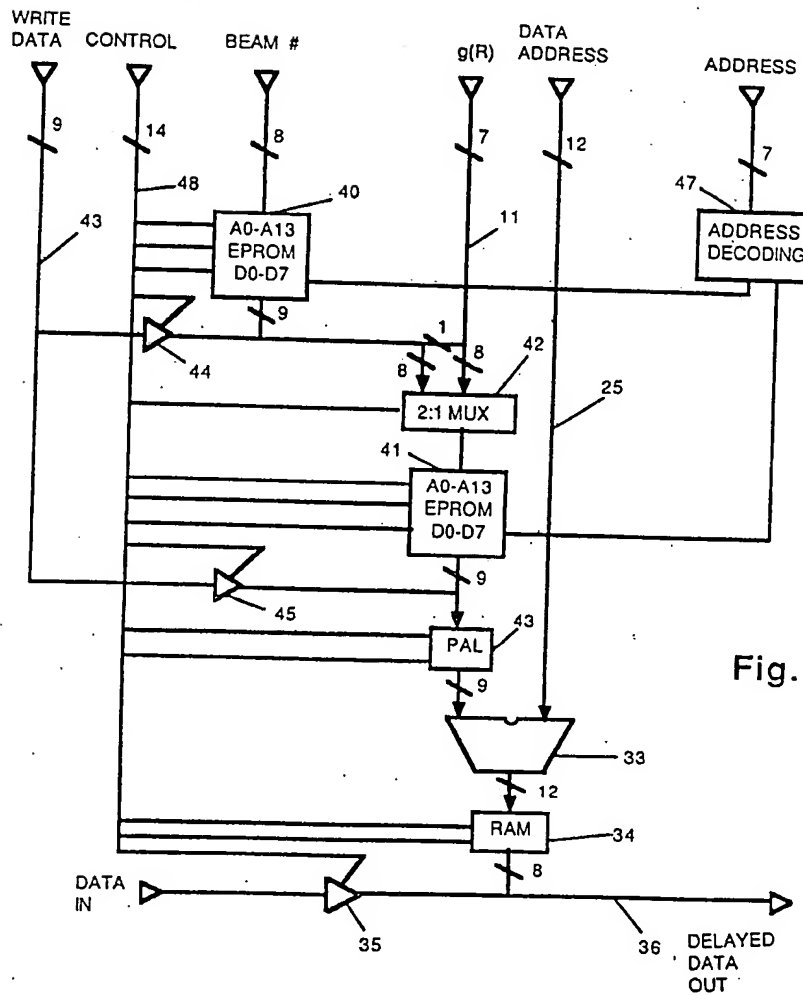 WRITE
DATA
CONTROL
BEAM #
g(R)
DATA
ADDRESS
ADDRESS
9
14
8
7
12
7
48
40
47
43
11
A0-A13
EPROM
D0-D7
ADDRESS
DECODING
9
1
44
8
8
42
2:1 MUX
25
41
A0-A13
EPROM
D0-D7
9
45
PAL
43
9
Fig.
33
12
RAM
34
8
DATA
IN
35
36
DELAYED
DATA
OUT